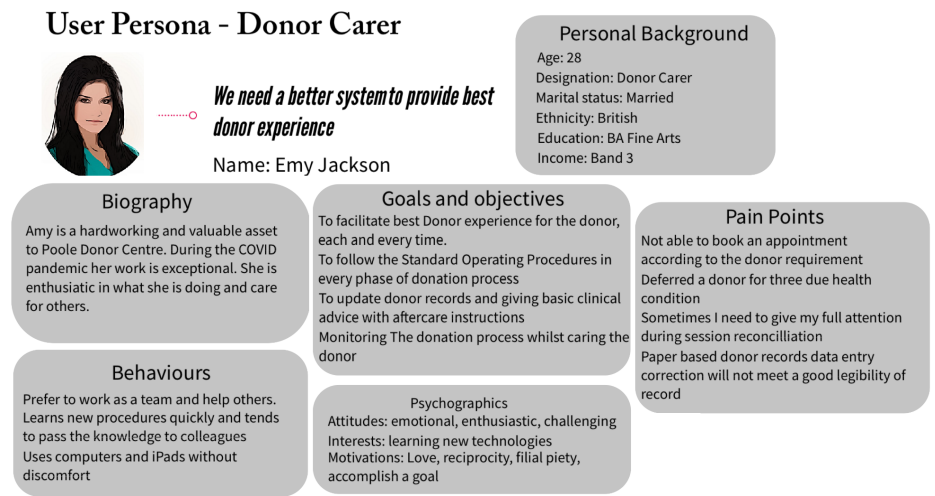 User Persona - Donor Carer
We need a better system to provide best
donor experience
Name: Emy Jackson
Personal Background
Age: 28
Designation: Donor Carer
Marital status: Married
Ethnicity: British
Education: BA Fine Arts
Income: Band 3
Biography
Amy is a hardworking and valuable asset
to Poole Donor Centre. During the COVID
pandemic her work is exceptional. She is
enthusiastic in what she is doing and care
for others.
Goals and objectives
To facilitate best Donor experience for the donor,
each and every time.
To follow the Standard Operating Procedures in
every phase of donation process
To update donor records and giving basic clinical
advice with aftercare instructions
Monitoring The donation process whilst caring the
donor
Pain Points
Not able to book an appointment
according to the donor requirement
Deferred a donor for three due health
condition
Sometimes I need to give my full attention
during session reconcilliation
Paper based donor records data entry
correction will not meet a good legibility of
record
Behaviours
Prefer to work as a team and help others.
Learns new procedures quickly and tends
to pass the knowledge to colleagues
Uses computers and iPads without
discomfort
Psychographics
Attitudes: emotional, enthusiastic, challenging
Interests: learning new technologies
Motivations: Love, reciprocity, filial piety,
accomplish a goal